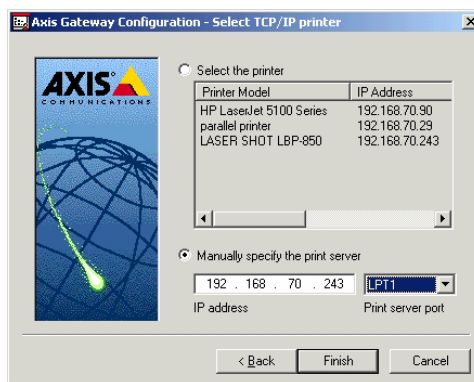 Axis Gateway Configuration - Select TCP/IP printer
AXIS
COMMUNICATIONS
Select the printer
Printer Model IP Address
HP LaserJet 5100 Series 192.168.70.90
parallel printer 192.168.70.29
LASER SHOT LBP-850 192.168.70.243
Manually specify the print server
192 . 168 . 70 . 243 LPT1
IP address Print server port
< Back Finish Cancel